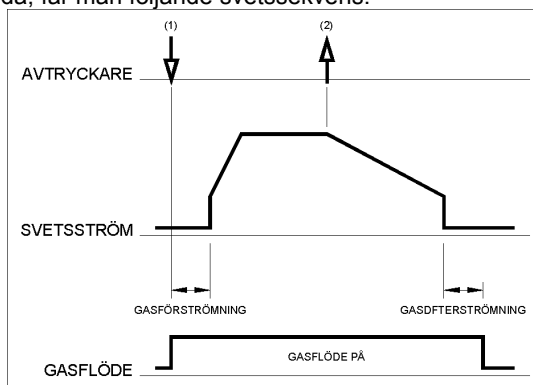 då, får man följande svetssekvens:
(1) (2)
AVTRYCKARE
SVETSSTRÖM
GASFÖRSTRÖMNING GASDFTERSTRÖMNING
GASFLÖDE PÅ
GASFLÖDE